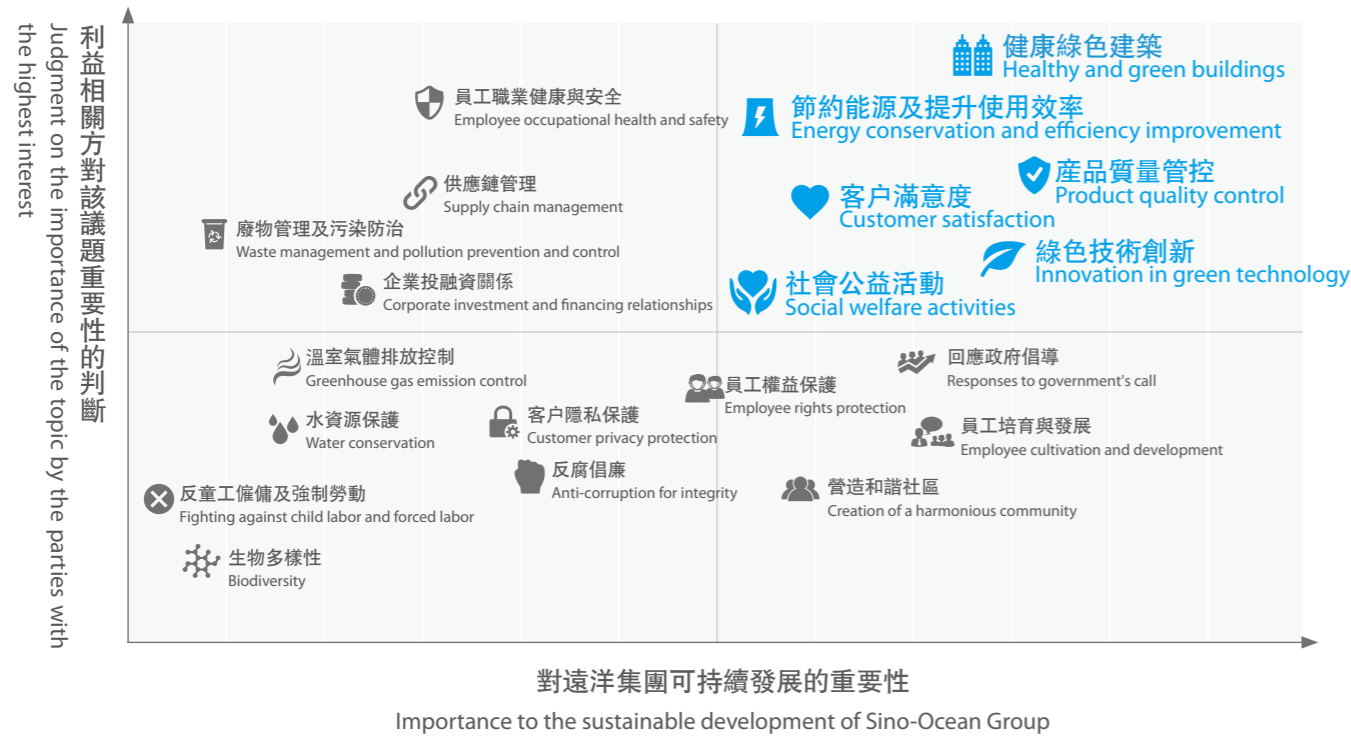 利益相關方對該議題重要性的判斷
Judgment on the importance of the topic by the parties with
the highest interest
健康綠色建築
Healthy and green buildings
員工職業健康與安全
Employee occupational health and safety
節約能源及提升使用效率
Energy conservation and efficiency improvement
産品質量管控
Product quality control
供應鏈管理
Supply chain management
客户滿意度
Customer satisfaction
廢物管理及污染防治
Waste management and pollution prevention and control
綠色技術創新
Innovation in green technology
企業投融資關係
Corporate investment and financing relationships
社會公益活動
Social welfare activities
溫室氣體排放控制
Greenhouse gas emission control
回應政府倡導
Responses to government's call
員工權益保護
Employee rights protection
水資源保護
Water conservation
客户隱私保護
Customer privacy protection
員工培育與發展
Employee cultivation and development
反腐倡廉
Anti-corruption for integrity
反童工僱傭及強制勞動
Fighting against child labor and forced labor
營造和諧社區
Creation of a harmonious community
生物多樣性
Biodiversity
對遠洋集團可持續發展的重要性
Importance to the sustainable development of Sino-Ocean Group